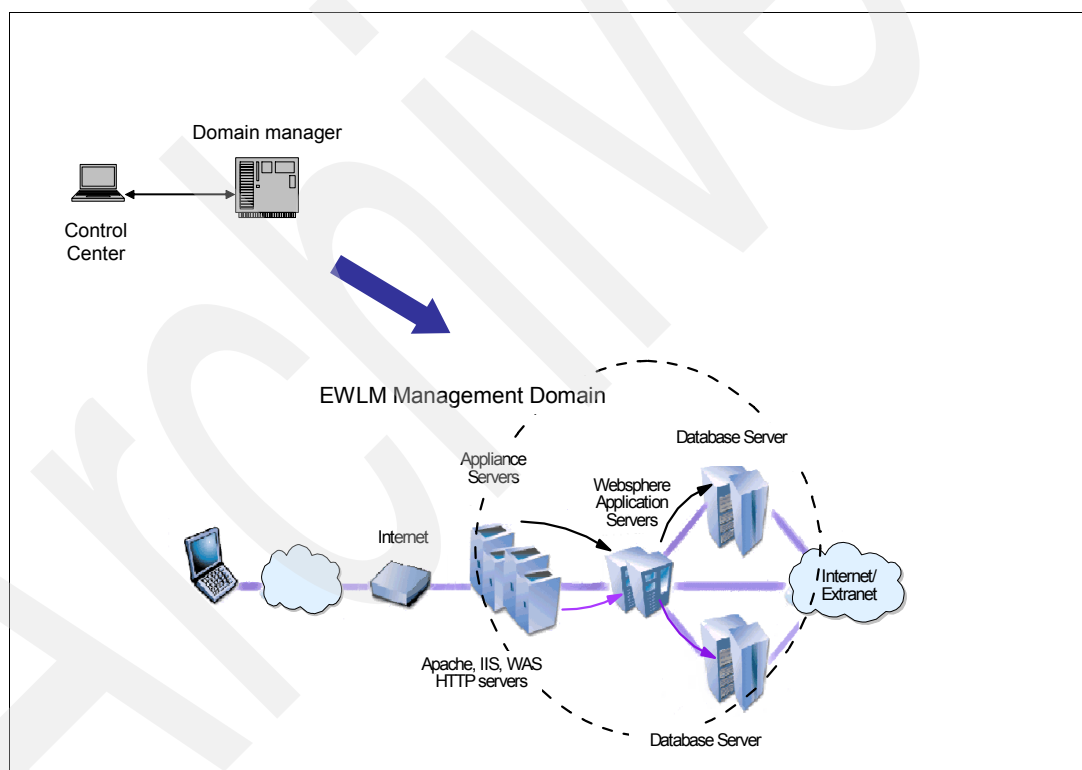 Domain manager
Control
Center
EWLM Management Domain
Database Server
Appliance
Servers
Websphere
Application
Servers
Internet
Internet/
Extranet
Apache, IIS, WAS
HTTP servers
Database Server
Archive